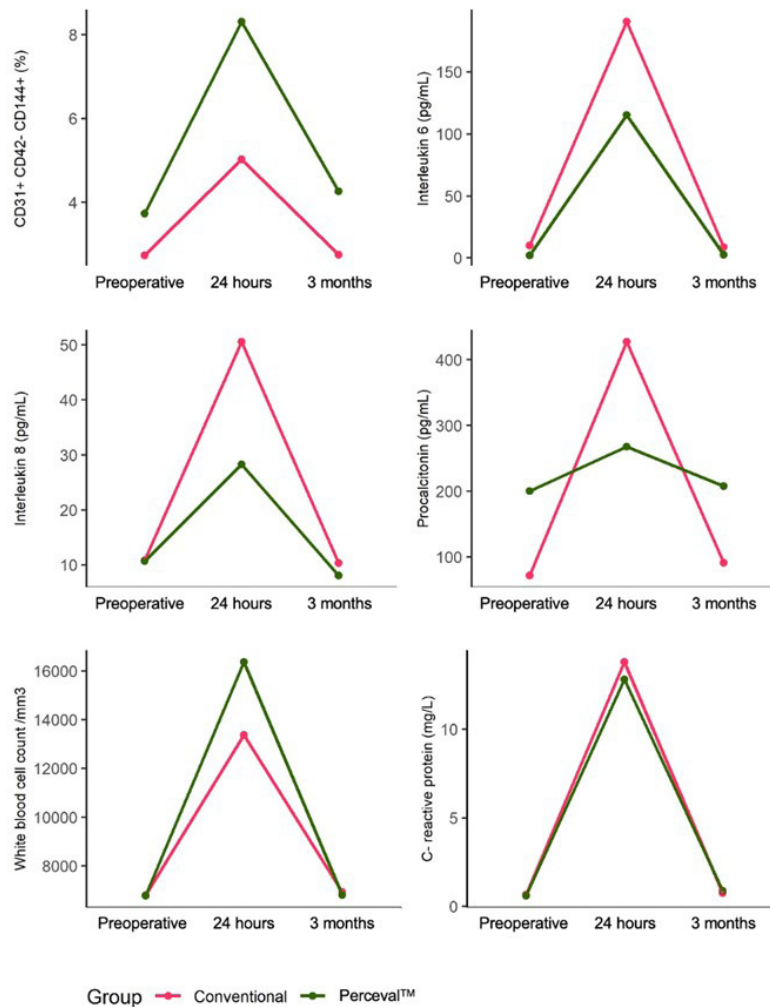 CD31+ CD42- CD144+ (%)
8
6
4
Preoperative 24 hours 3 months
Interleukin 6 (pg/mL)
150
100
50
0
Preoperative 24 hours 3 months
Interleukin 8 (pg/mL)
50
40
30
20
10
Preoperative 24 hours 3 months
Procalcitonin (pg/mL)
400
300
200
100
Preoperative 24 hours 3 months
White blood cell count /mm3
16000
14000
12000
10000
8000
Preoperative 24 hours 3 months
C- reactive protein (mg/L)
10
5
0
Preoperative 24 hours 3 months
Group Conventional Perceval™